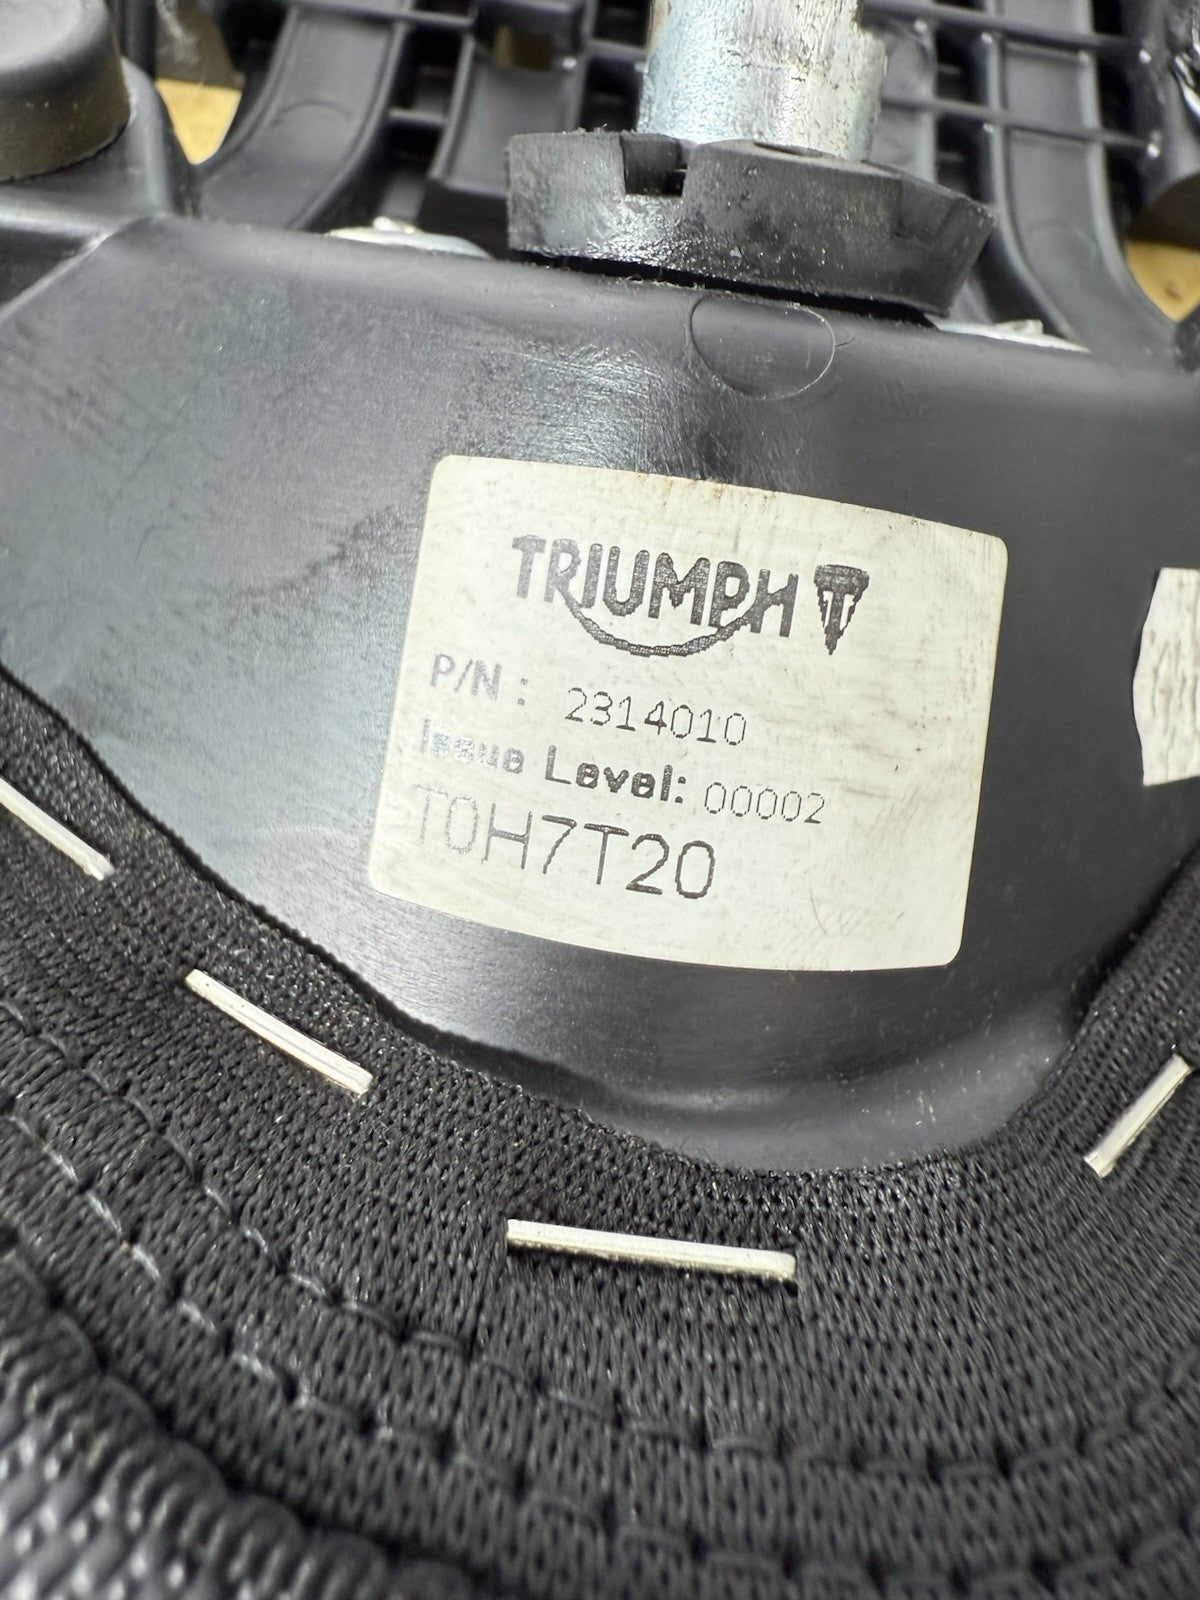 TRIUMPH T
P/N : 2314010
Issue Level: 00002
T0H7T20